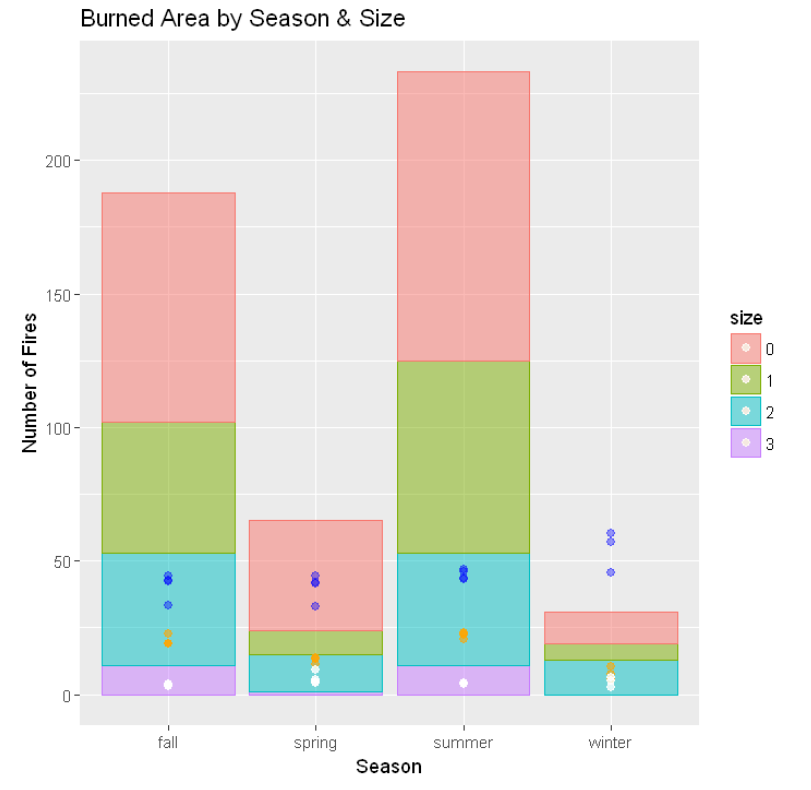 Burned Area by Season & Size
Number of Fires
200
150
100
50
0
fall spring summer winter
Season
size
0
1
2
3